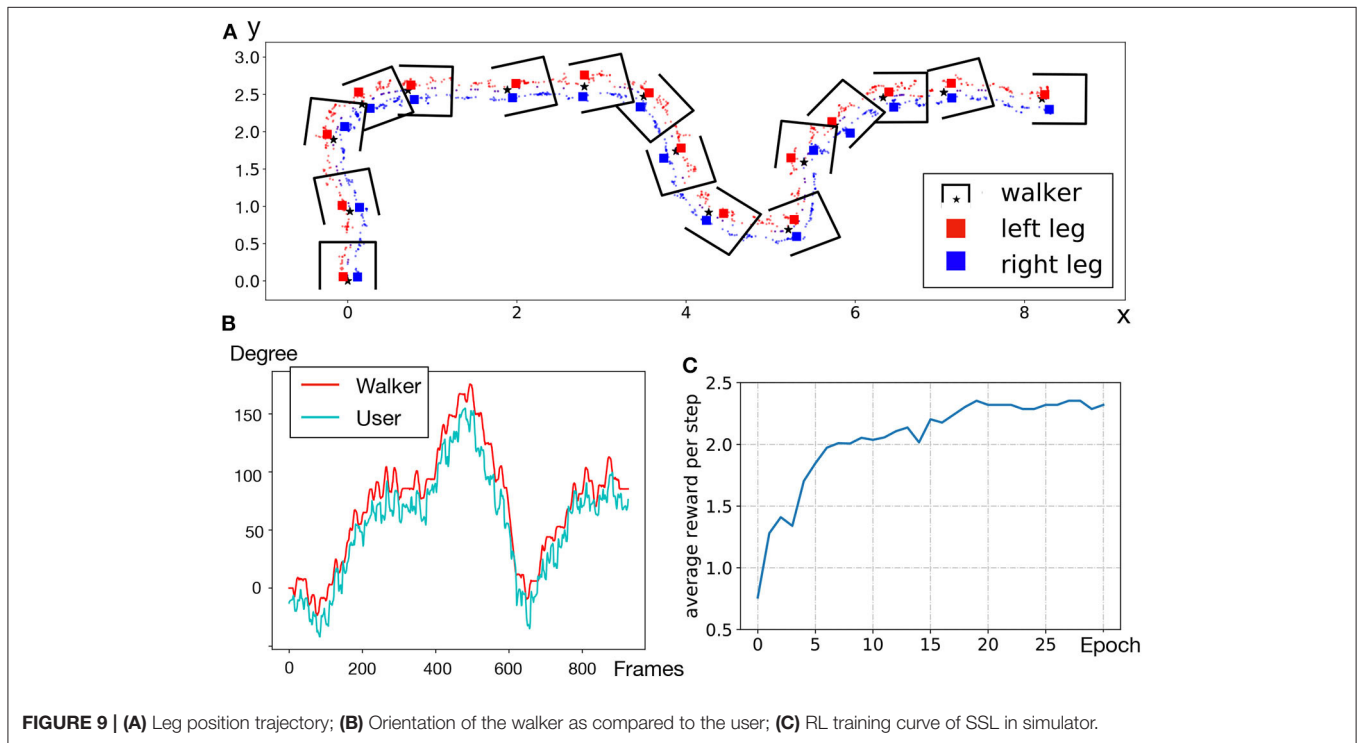 A
y
3.0
2.5
2.0
1.5
1.0
0.5
0.0
0 2 4 6 8
x
walker
left leg
right leg
B
Degree
Walker
User
150
100
50
0
0 200 400 600 800
Frames
C
average reward per step
2.5
2.0
1.5
1.0
0.5
0 5 10 15 20 25
Epoch
FIGURE 9 | (A) Leg position trajectory; (B) Orientation of the walker as compared to the user; (C) RL training curve of SSL in simulator.